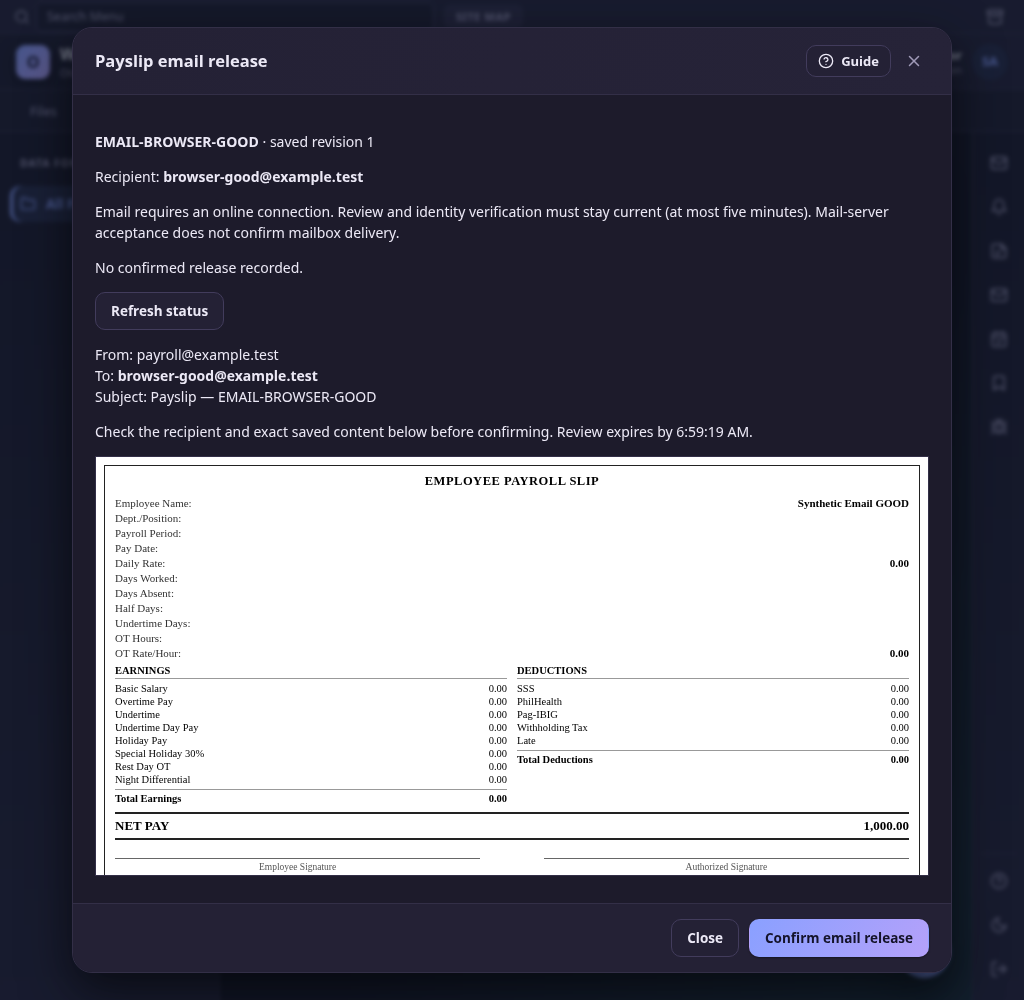 Search Menu
SITE MAP
Payslip email release
Guide
Files
SA
EMAIL-BROWSER-GOOD · saved revision 1
Recipient: browser-good@example.test
Email requires an online connection. Review and identity verification must stay current (at most five minutes). Mail-server
acceptance does not confirm mailbox delivery.
No confirmed release recorded.
Refresh status
From: payroll@example.test
To: browser-good@example.test
Subject: Payslip — EMAIL-BROWSER-GOOD
Check the recipient and exact saved content below before confirming. Review expires by 6:59:19 AM.
EMPLOYEE PAYROLL SLIP
Employee Name: Synthetic Email GOOD
Dept./Position:
Payroll Period:
Pay Date:
Daily Rate: 0.00
Days Worked:
Days Absent:
Half Days:
Undertime Days:
OT Hours:
OT Rate/Hour: 0.00
EARNINGS
Basic Salary 0.00
Overtime Pay 0.00
Undertime 0.00
Undertime Day Pay 0.00
Holiday Pay 0.00
Special Holiday 30% 0.00
Rest Day OT 0.00
Night Differential 0.00
Total Earnings 0.00
DEDUCTIONS
SSS 0.00
PhilHealth 0.00
Pag-IBIG 0.00
Withholding Tax 0.00
Late 0.00
Total Deductions 0.00
NET PAY 1,000.00
Employee Signature
Authorized Signature
Close
Confirm email release